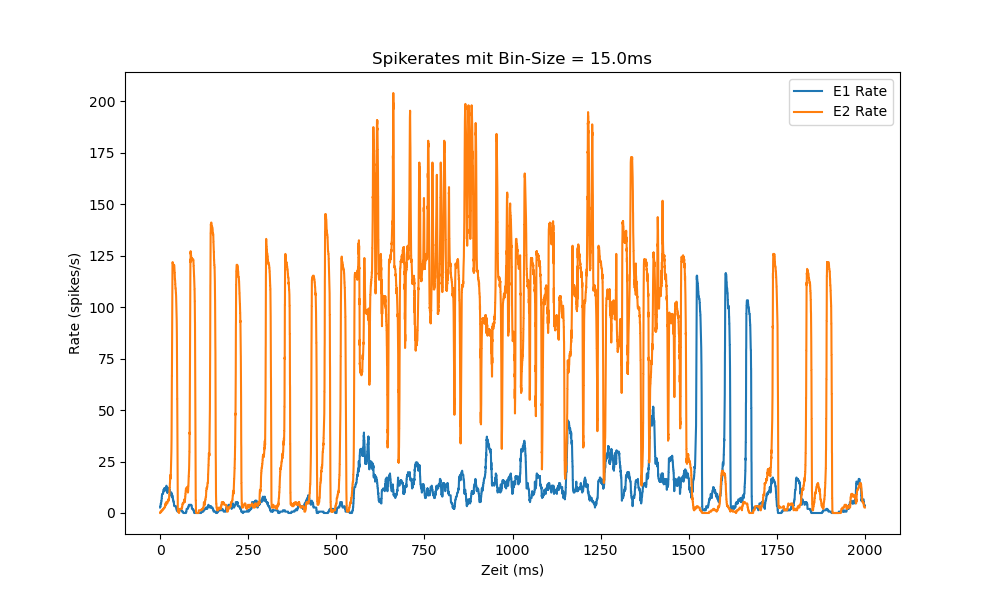 Spikerates mit Bin-Size = 15.0ms
E1 Rate
E2 Rate
200
175
150
125
100
75
50
25
0
Rate (spikes/s)
0 250 500 750 1000 1250 1500 1750 2000
Zeit (ms)